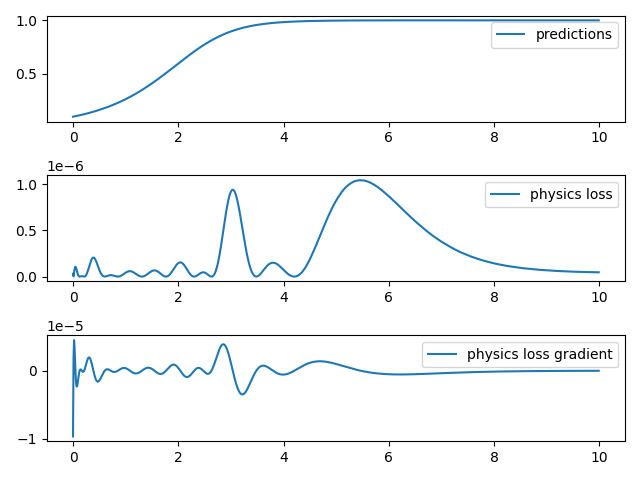 1.0
predictions
0.5
0 2 4 6 8 10
1e−6
1.0
physics loss
0.5
0.0
0 2 4 6 8 10
1e−5
physics loss gradient
0
−1
0 2 4 6 8 10